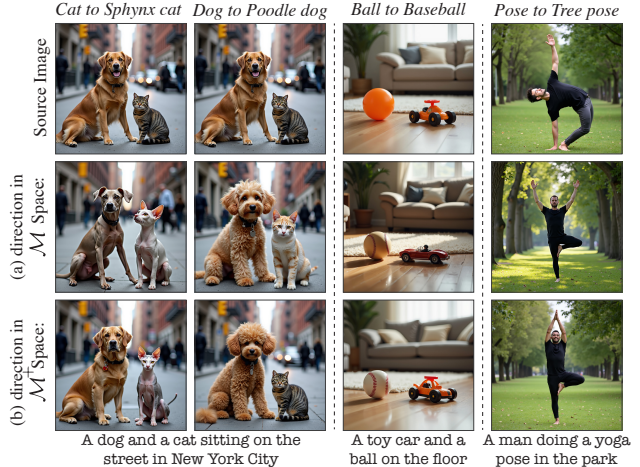 Cat to Sphynx cat Dog to Poodle dog Ball to Baseball Pose to Tree pose
Source Image
(a) direction in
ℳ Space:
(b) direction in
ℳ⁺ Space:
A dog and a cat sitting on the
street in New York City
A toy car and a
ball on the floor
A man doing a yoga
pose in the park